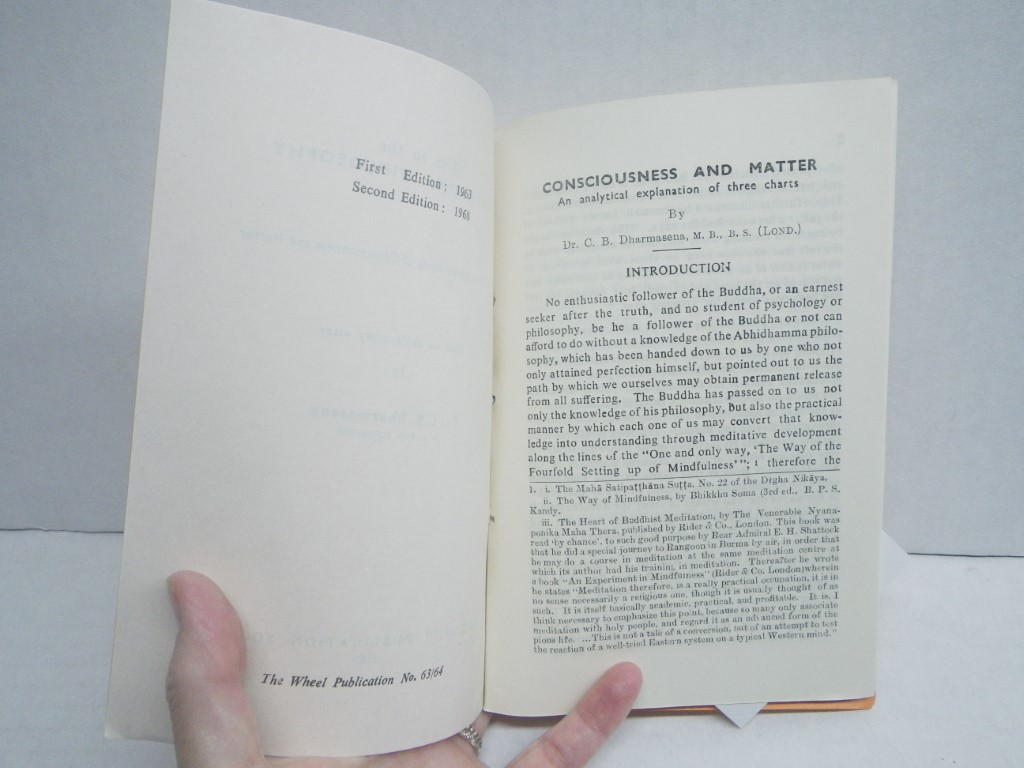 First Edition : 1963
Second Edition : 1968
The Wheel Publication No. 63/64
CONSCIOUSNESS AND MATTER
An analytical explanation of three charts
By
Dr. C. B. Dharmasena, M. B., B. S. (LOND.)
INTRODUCTION
No enthusiastic follower of the Buddha, or an earnest
seeker after the truth, and no student of psychology or
philosophy, be he a follower of the Buddha or not can
afford to do without a knowledge of the Abhidhamma philo-
sophy, which has been handed down to us by one who not
only attained perfection himself, but pointed out to us the
path by which we ourselves may obtain permanent release
from all suffering. The Buddha has passed on to us not
only the knowledge of his philosophy, but also the practical
manner by which each one of us may convert that know-
ledge into understanding through meditative development
along the lines of the "One and only way, 'The Way of the
Fourfold Setting up of Mindfulness'"; 1 therefore the
1. i. The Mahā Satipaṭṭhāna Sutta, No. 22 of the Dīgha Nikāya.
ii. The Way of Mindfulness, by Bhikkhu Soma (3rd ed., B. P. S.
Kandy.
iii. The Heart of Buddhist Meditation, by The Venerable Nyana-
ponika Maha Thera, published by Rider & Co., London. This book was
read 'by chance', to such good purpose by Rear Admiral E. H. Shattock
that he did a special journey to Rangoon in Burma by air, in order that
he may do a course in meditation at the same meditation centre at
which its author had his training in meditation. Thereafter he wrote
a book "An Experiment in Mindfulness" (Rider & Co, London)wherein
he states "Meditation therefore, is a really practical occupation, it is in
no sense necessarily a religious one, though it is usually thought of as
such. It is itself basically academic, practical, and profitable. It is, I
think necessary to emphasize this point, because so many only associate
meditation with holy people, and regard it as an advanced form of the
pious life. ...This is not a tale of a conversion, but of an attempt to test
the reaction of a well-tried Eastern system on a typical Western mind."